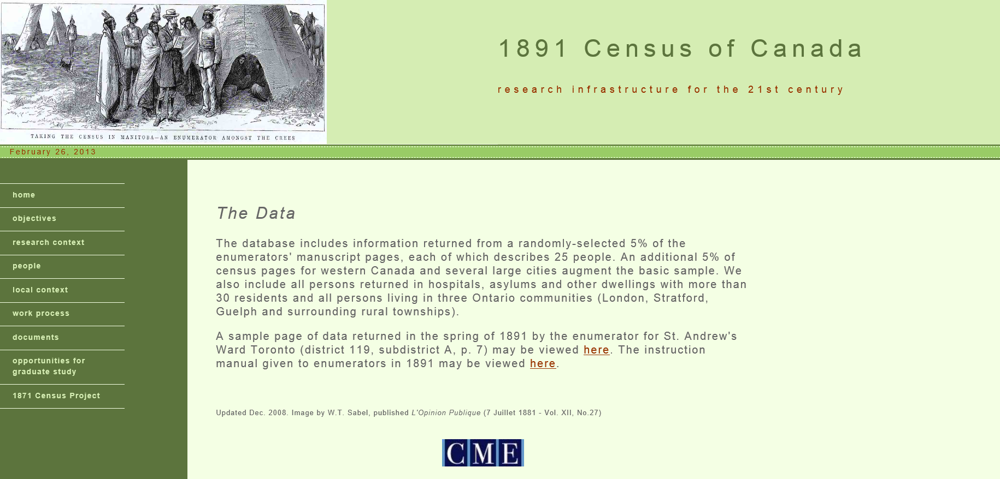 TAKING THE CENSUS IN MANITOBA—AN ENUMERATOR AMONGST THE CREES
1891 Census of Canada
research infrastructure for the 21st century
February 26, 2013
home
objectives
research context
people
local context
work process
documents
opportunities for
graduate study
1871 Census Project
The Data
The database includes information returned from a randomly-selected 5% of the
enumerators' manuscript pages, each of which describes 25 people. An additional 5% of
census pages for western Canada and several large cities augment the basic sample. We
also include all persons returned in hospitals, asylums and other dwellings with more than
30 residents and all persons living in three Ontario communities (London, Stratford,
Guelph and surrounding rural townships).
A sample page of data returned in the spring of 1891 by the enumerator for St. Andrew's
Ward Toronto (district 119, subdistrict A, p. 7) may be viewed here. The instruction
manual given to enumerators in 1891 may be viewed here.
Updated Dec. 2008. Image by W.T. Sabel, published L'Opinion Publique (7 Juillet 1881 - Vol. XII, No.27)
CME